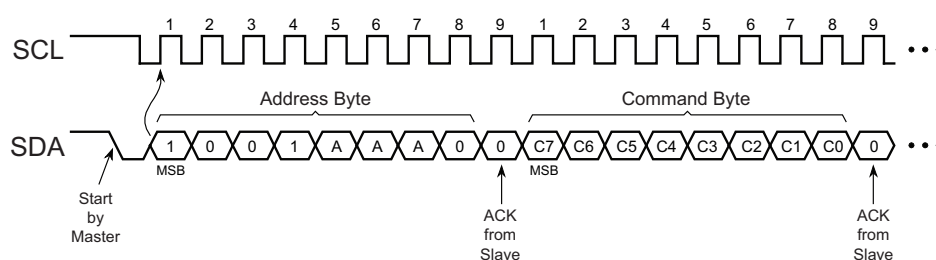 1 2 3 4 5 6 7 8 9 1 2 3 4 5 6 7 8 9
SCL
Address Byte Command Byte
SDA 1 0 0 1 A A A 0 0 C7 C6 C5 C4 C3 C2 C1 C0 0
MSB MSB
Start
by
Master
ACK
from
Slave
ACK
from
Slave